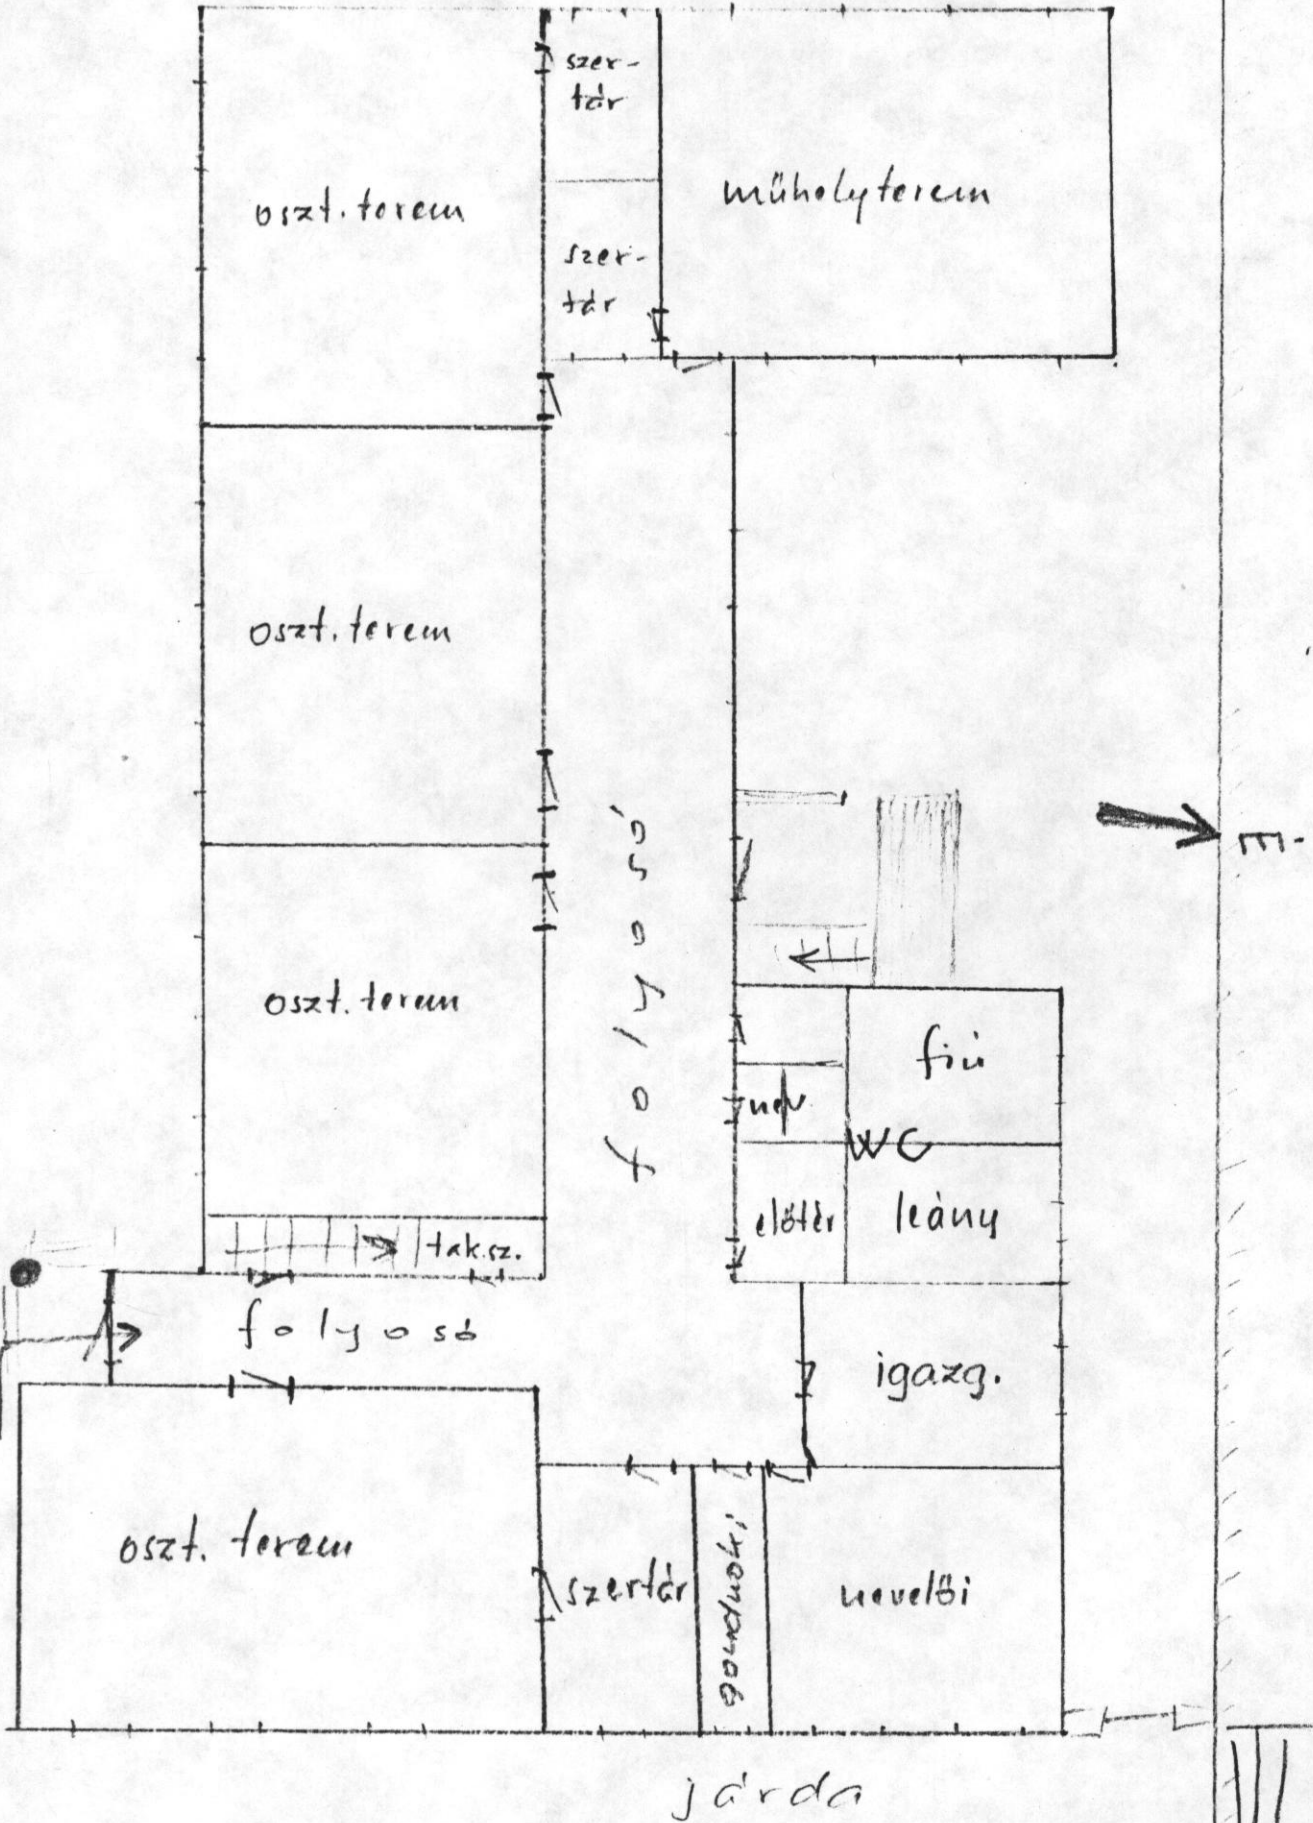 szer-
tár
oszt. terem
műhelyterem
szer-
tár
oszt. terem
folyosó
oszt. terem
fiú
nev.
WC
előtér
leány
tak.sz.
folyosó
igazg.
oszt. terem
szertár
gondnoki
nevelői
járda